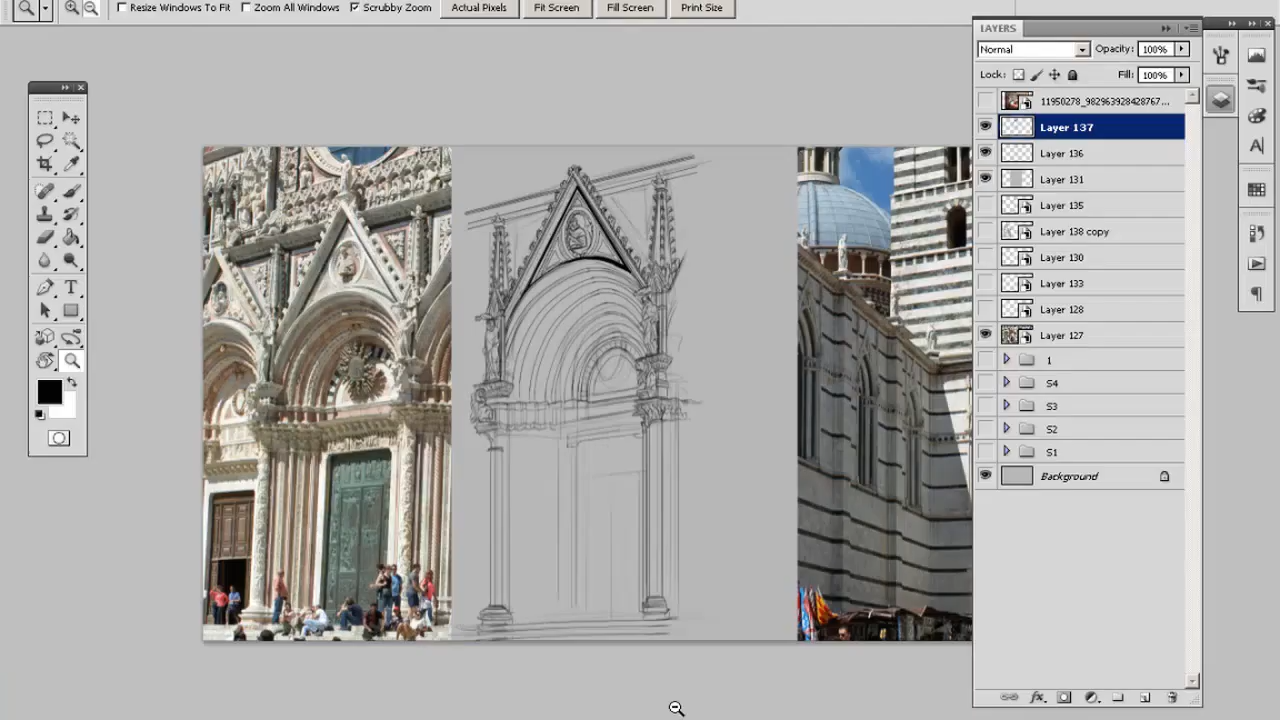 Resize Windows To Fit Zoom All Windows Scrubby Zoom Actual Pixels Fit Screen Fill Screen Print Size
LAYERS
Normal Opacity: 100%
Lock: Fill: 100%
11950278_982963928428767...
Layer 137
Layer 136
Layer 131
Layer 135
Layer 138 copy
Layer 130
Layer 133
Layer 128
Layer 127
1
S4
S3
S2
S1
Background